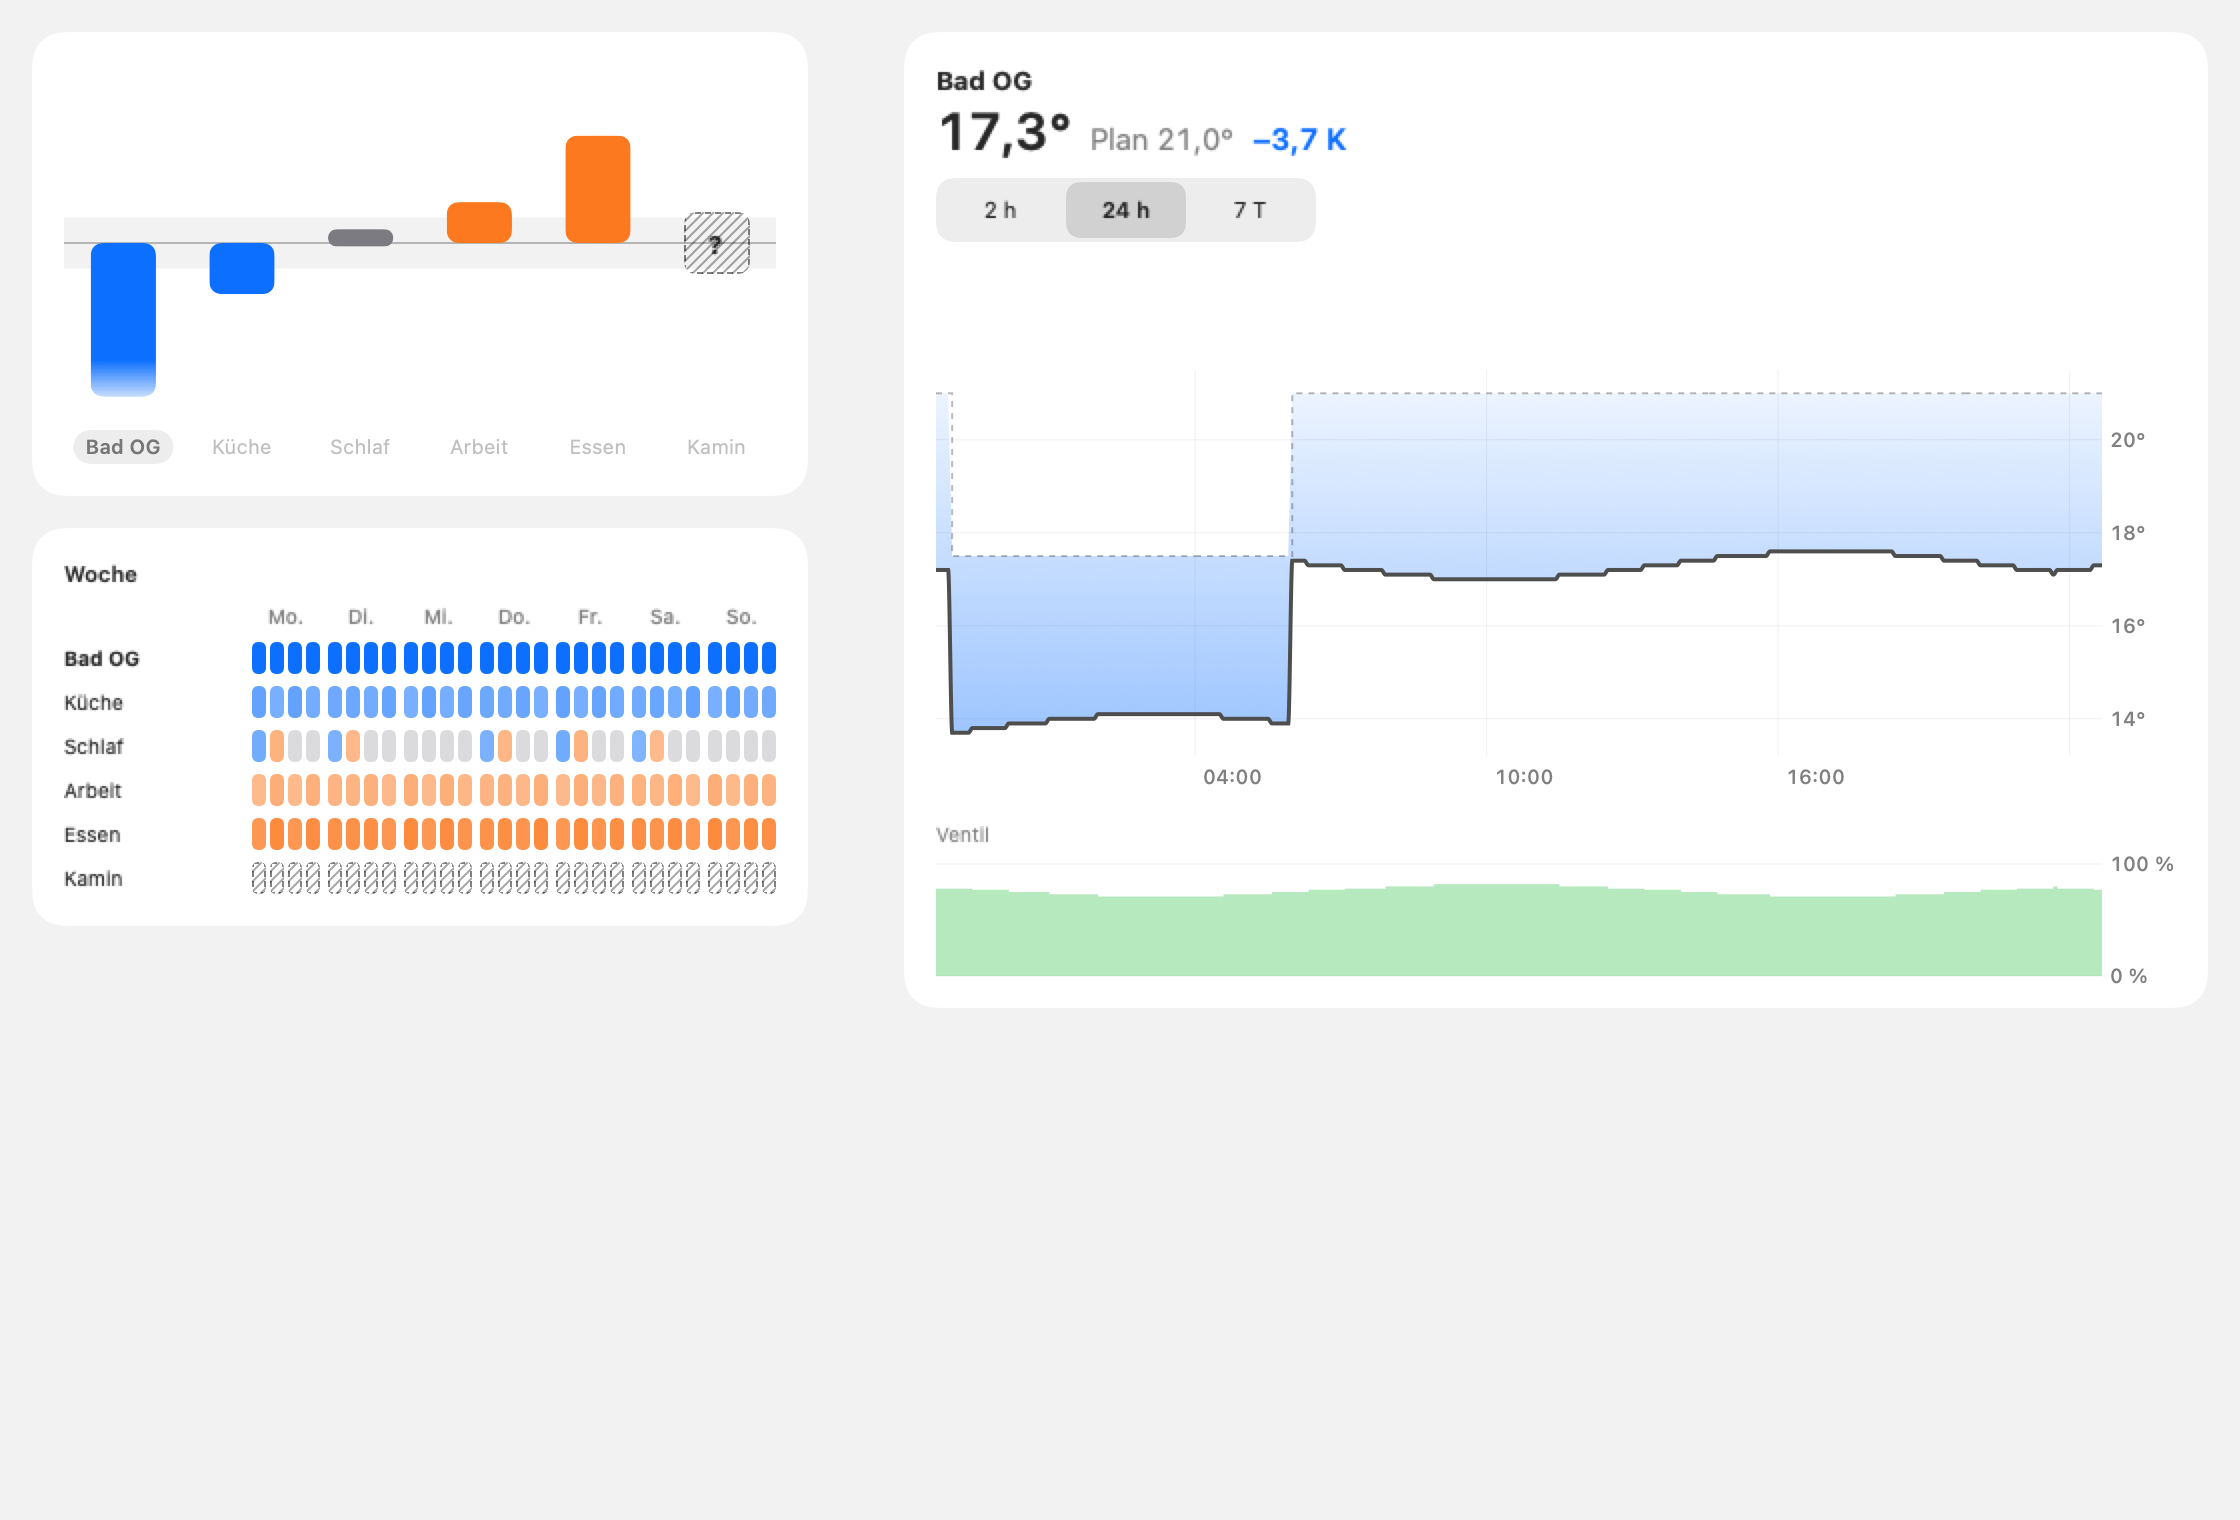 ?
Bad OG Küche Schlaf Arbeit Essen Kamin
Woche
Mo. Di. Mi. Do. Fr. Sa. So.
Bad OG
Küche
Schlaf
Arbeit
Essen
Kamin
Bad OG
17,3° Plan 21,0° −3,7 K
2 h 24 h 7 T
20°
18°
16°
14°
04:00 10:00 16:00
Ventil
100 %
0 %